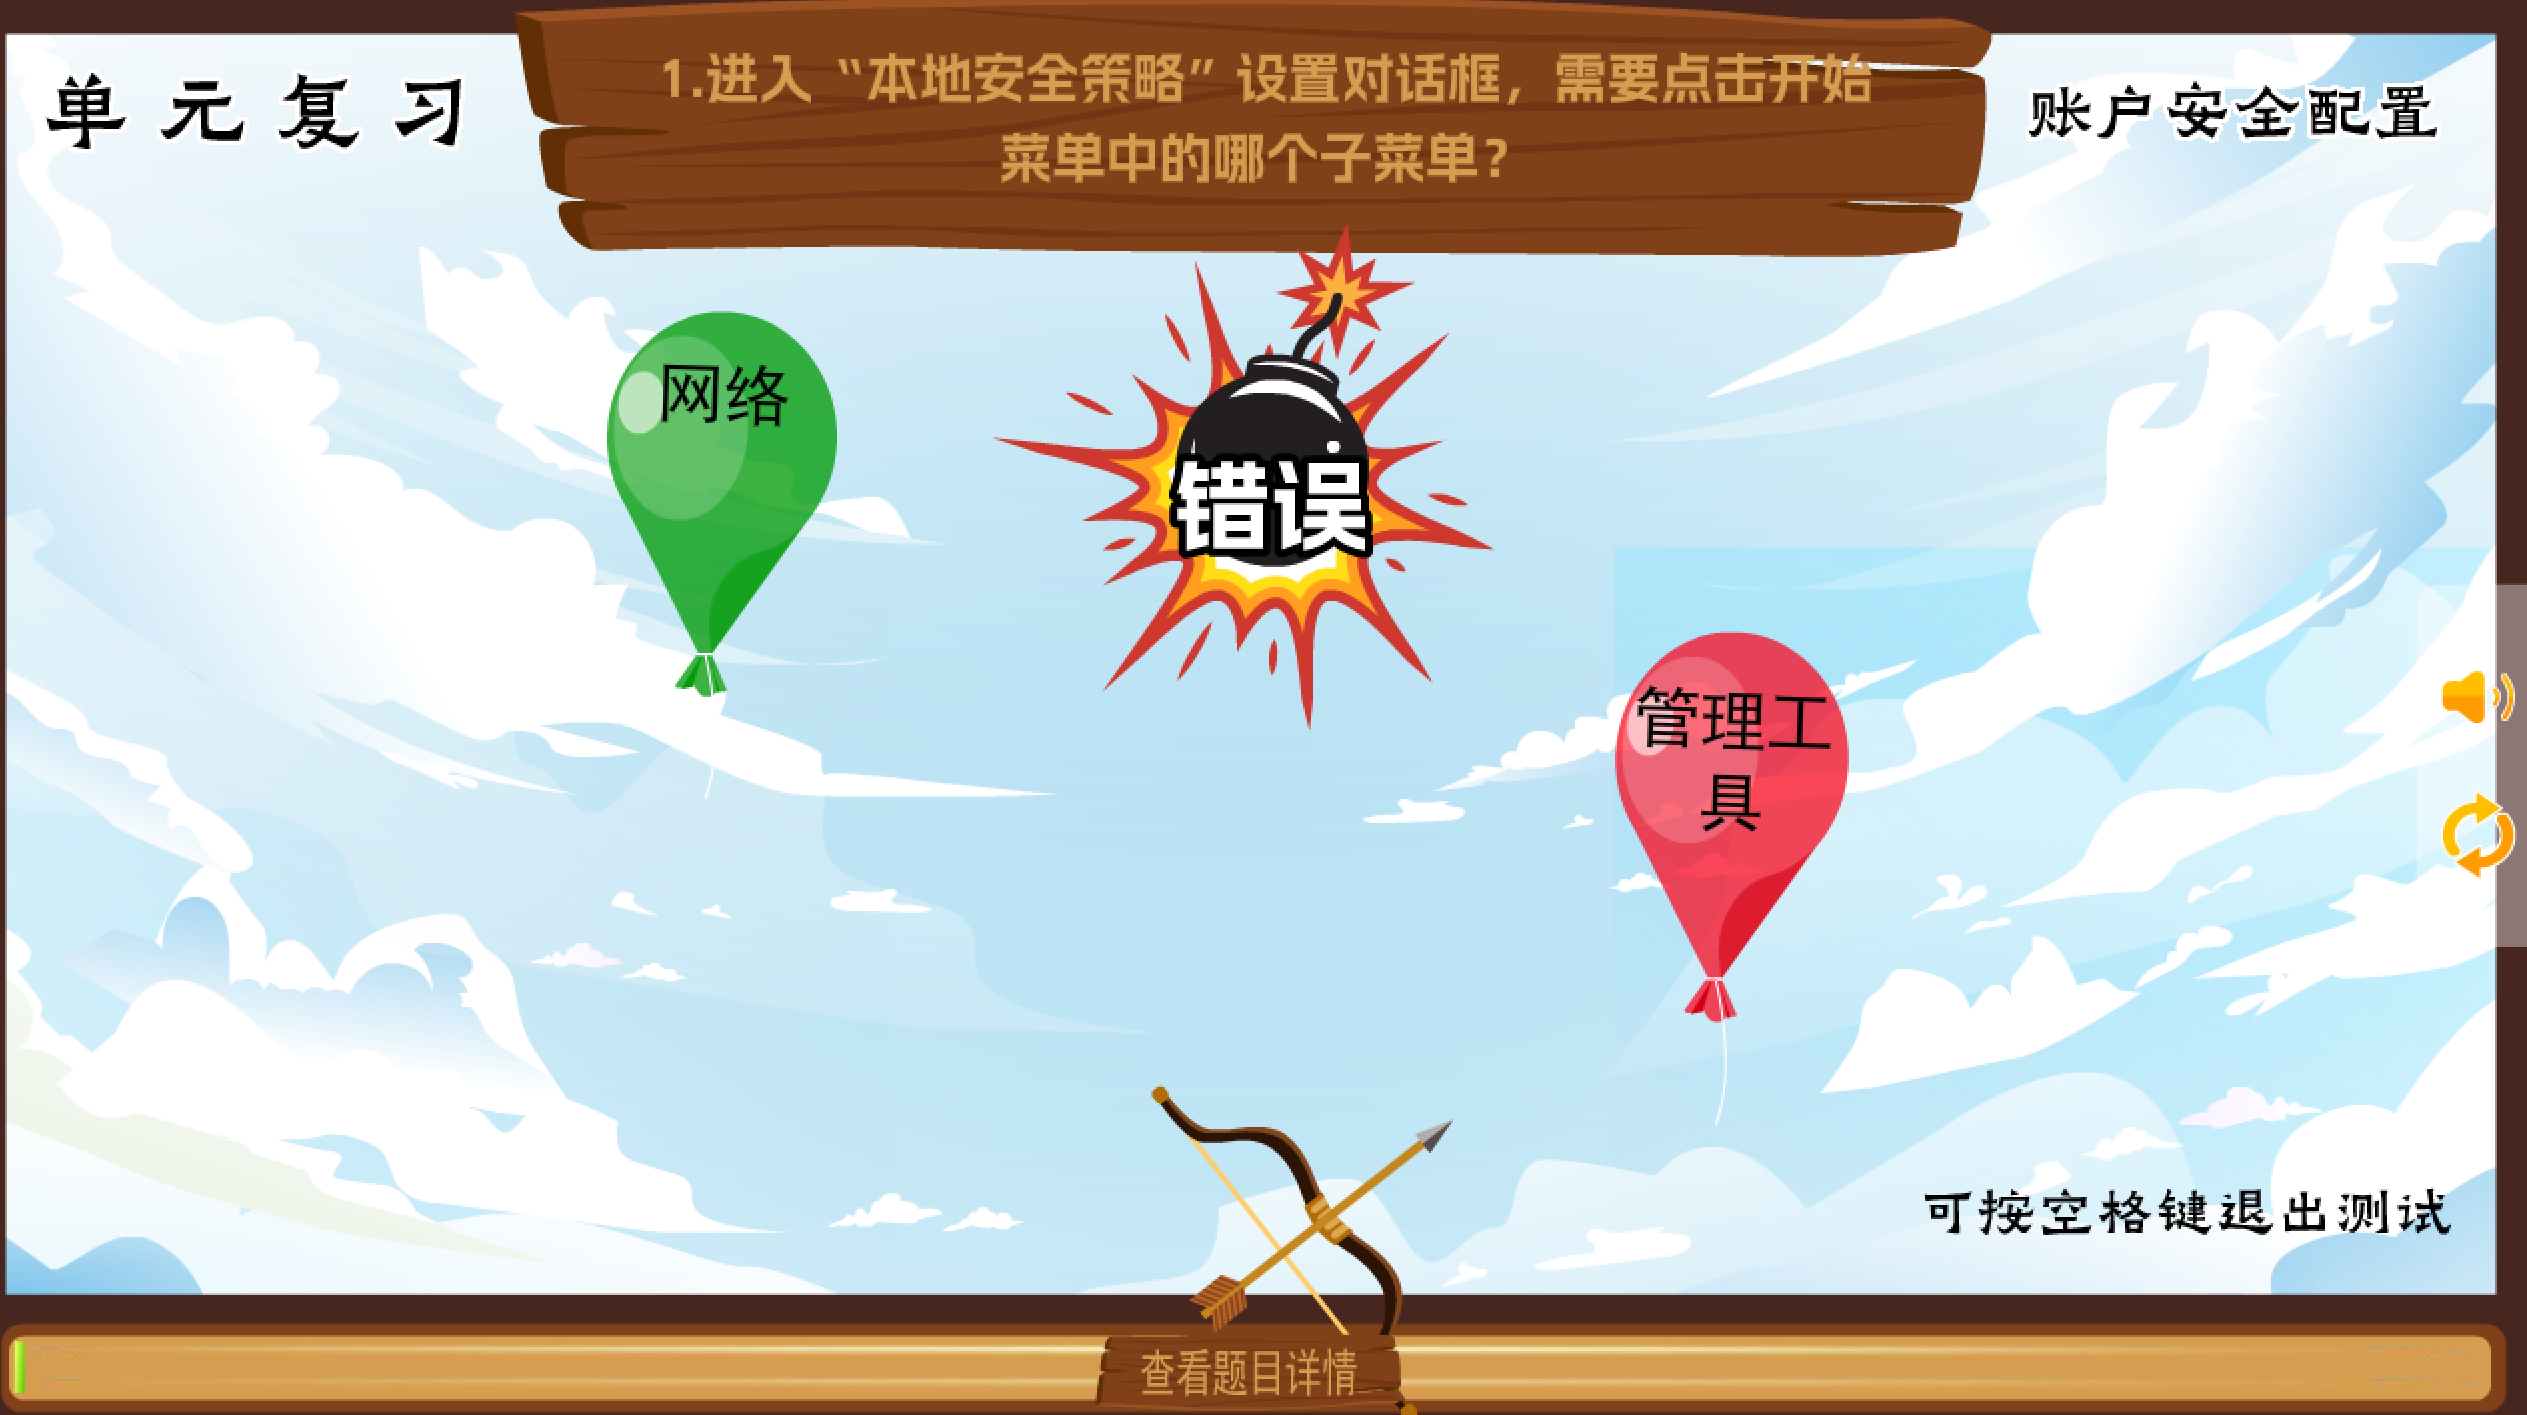 单元复习
1.进入“本地安全策略”设置对话框，需要点击开始
菜单中的哪个子菜单？
账户安全配置
网络
错误
管理工
具
可按空格键退出测试
查看题目详情